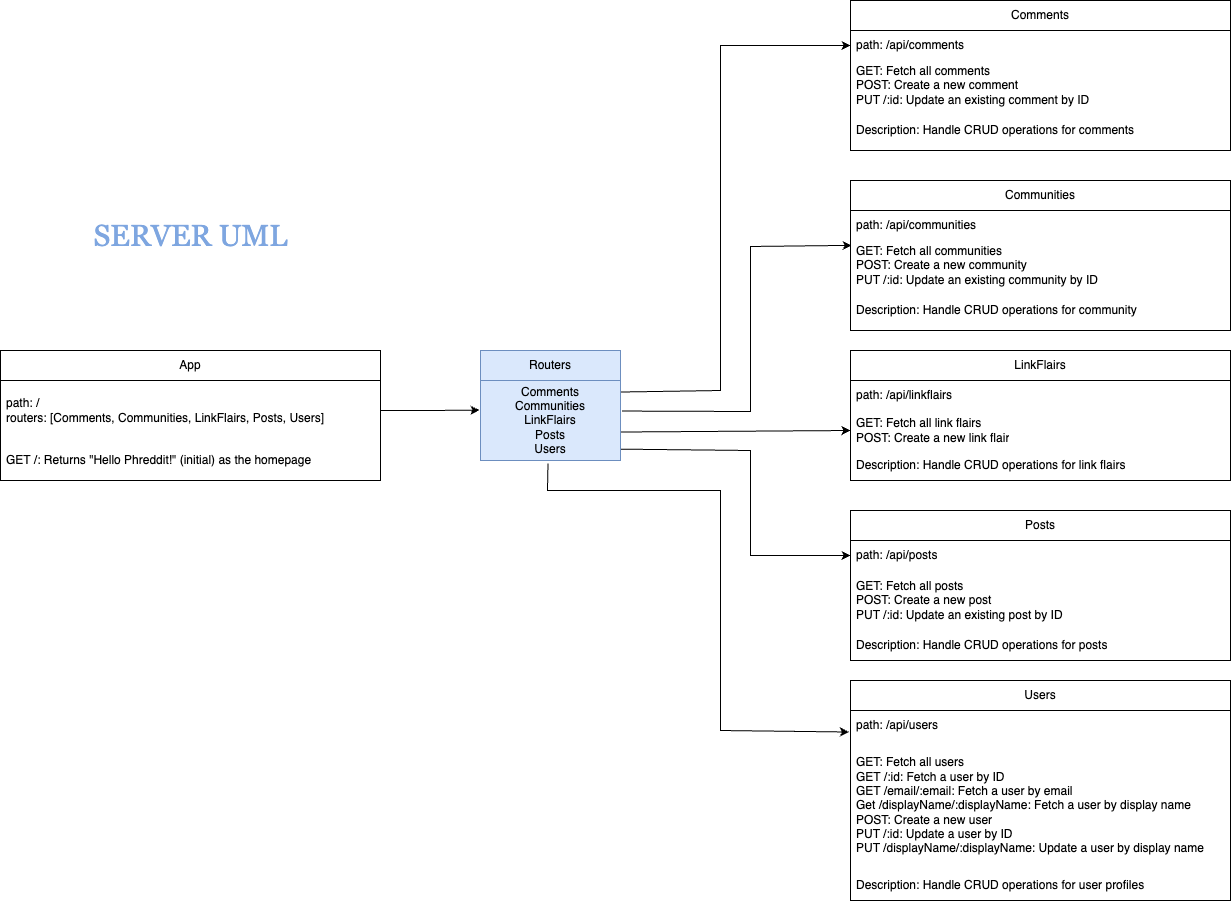 SERVER UML
App
path: /
routers: [Comments, Communities, LinkFlairs, Posts, Users]
GET /: Returns "Hello Phreddit!" (initial) as the homepage
Routers
Comments
Communities
LinkFlairs
Posts
Users
Comments
path: /api/comments
GET: Fetch all comments
POST: Create a new comment
PUT /:id: Update an existing comment by ID
Description: Handle CRUD operations for comments
Communities
path: /api/communities
GET: Fetch all communities
POST: Create a new community
PUT /:id: Update an existing community by ID
Description: Handle CRUD operations for community
LinkFlairs
path: /api/linkflairs
GET: Fetch all link flairs
POST: Create a new link flair
Description: Handle CRUD operations for link flairs
Posts
path: /api/posts
GET: Fetch all posts
POST: Create a new post
PUT /:id: Update an existing post by ID
Description: Handle CRUD operations for posts
Users
path: /api/users
GET: Fetch all users
GET /:id: Fetch a user by ID
GET /email/:email: Fetch a user by email
Get /displayName/:displayName: Fetch a user by display name
POST: Create a new user
PUT /:id: Update a user by ID
PUT /displayName/:displayName: Update a user by display name
Description: Handle CRUD operations for user profiles